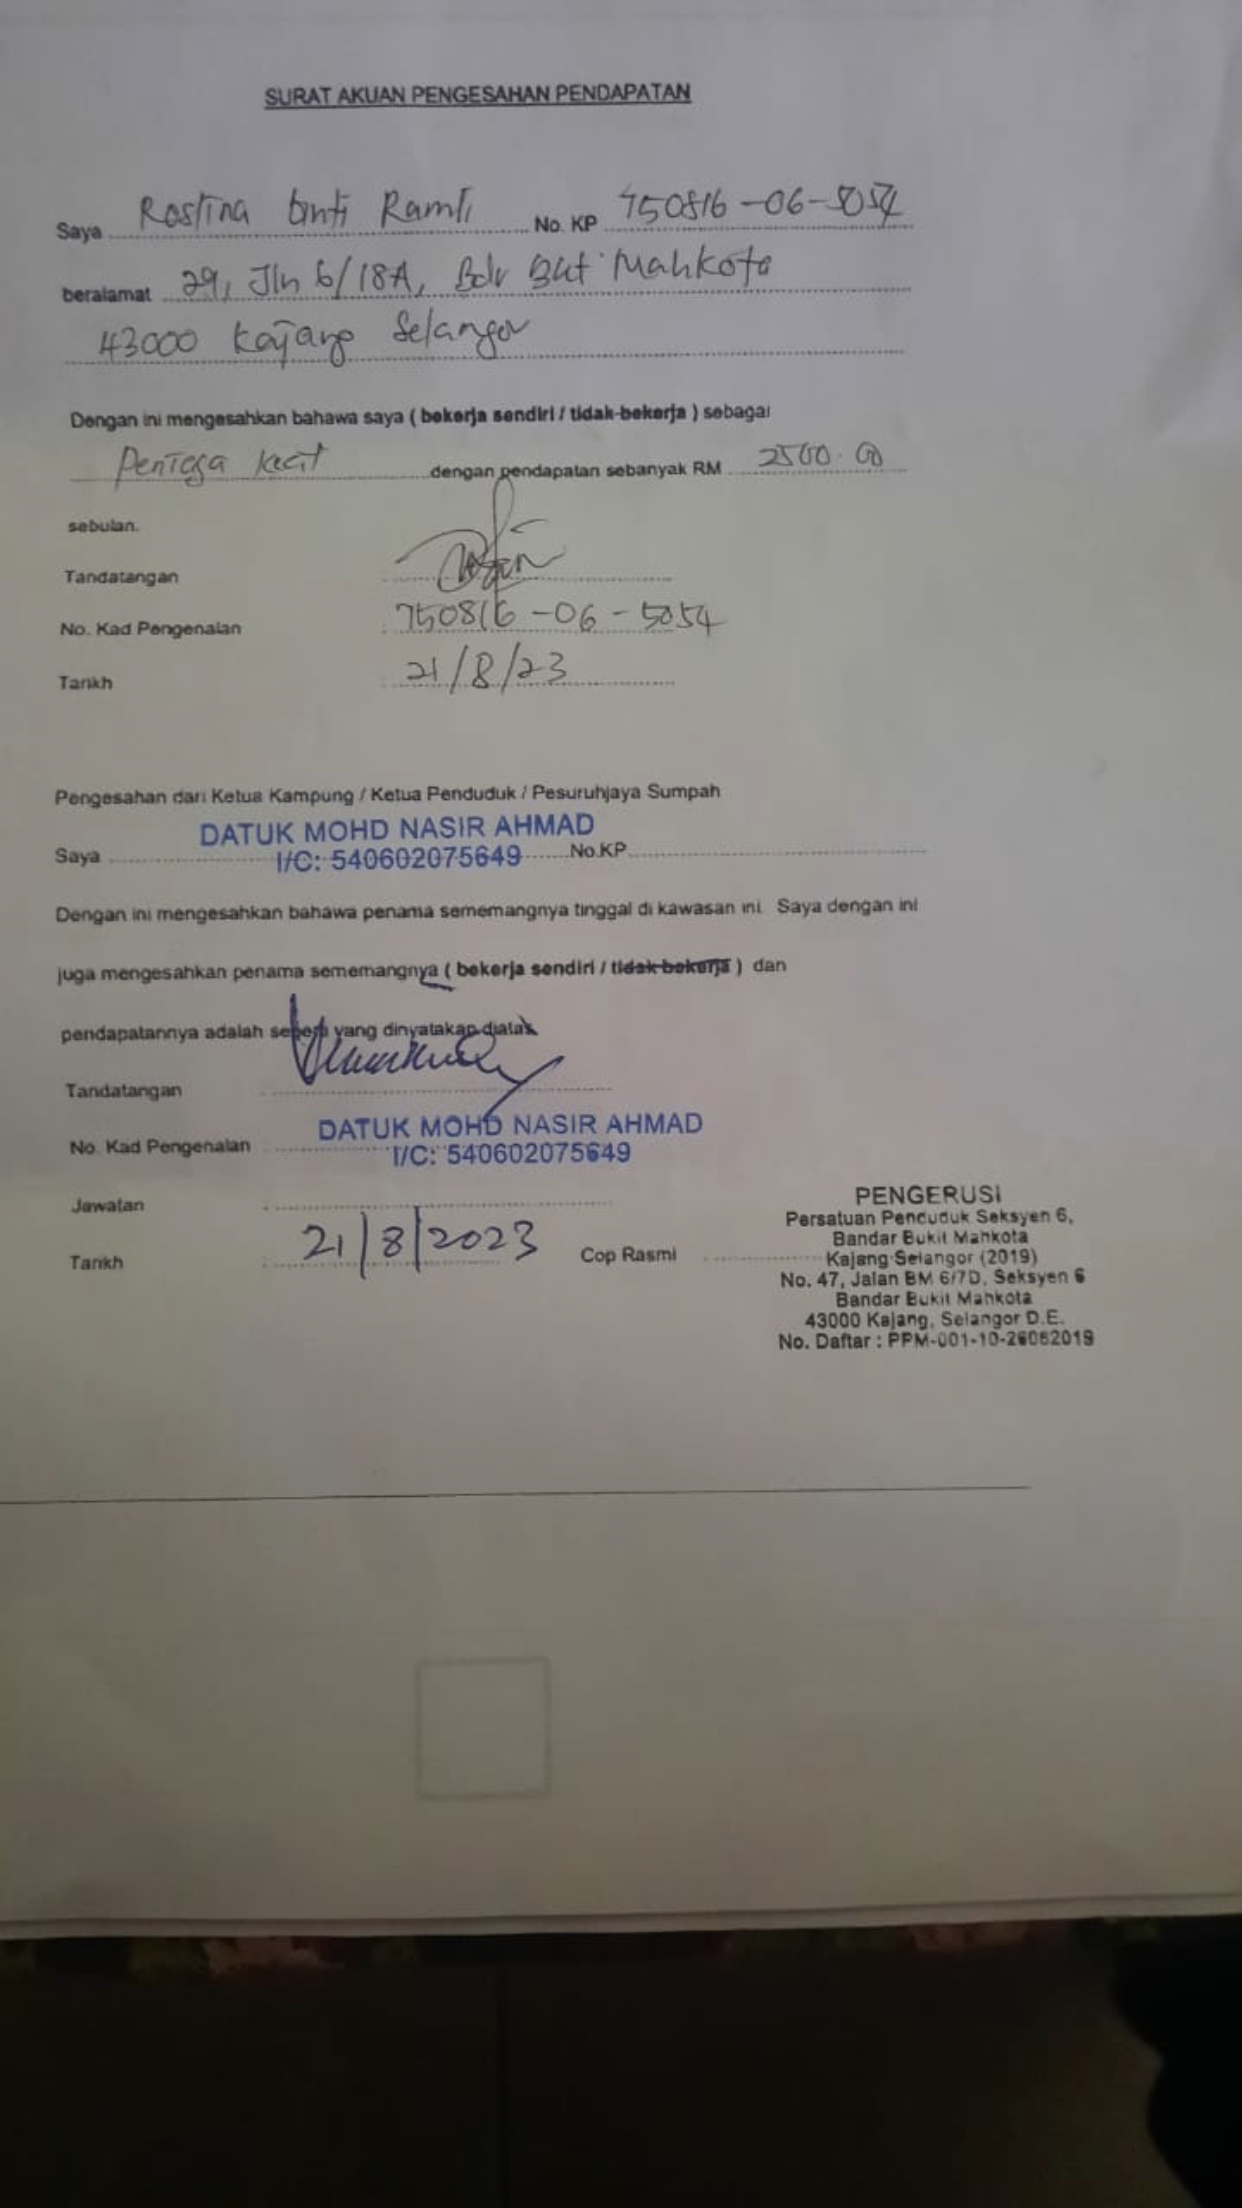 SURAT AKUAN PENGESAHAN PENDAPATAN
Saya Rostina binti Ramli No. KP 750816-06-5054
beralamat 29, Jln 6/18A, Bdr Bkt Mahkota
43000 Kajang Selangor
Dengan ini mengesahkan bahawa saya ( bekerja sendiri / tidak bekerja ) sebagai
Peniaga kecil dengan pendapatan sebanyak RM 2500.00
sebulan.
Tandatangan
No. Kad Pengenalan : 750816-06-5054
Tarikh : 21/8/23
Pengesahan dari Ketua Kampung / Ketua Penduduk / Pesuruhjaya Sumpah
DATUK MOHD NASIR AHMAD
Saya I/C: 540602075649 No.KP
Dengan ini mengesahkan bahawa penama sememangnya tinggal di kawasan ini. Saya dengan ini
juga mengesahkan penama sememangnya ( bekerja sendiri / tidak bekerja ) dan
pendapatannya adalah seperti yang dinyatakan diatas.
Tandatangan
DATUK MOHD NASIR AHMAD
No. Kad Pengenalan I/C: 540602075649
Jawatan :
Tarikh : 21/8/2023 Cop Rasmi
PENGERUSI
Persatuan Penduduk Seksyen 6,
Bandar Bukit Mahkota
Kajang Selangor (2019)
No. 47, Jalan BM 6/7D, Seksyen 6
Bandar Bukit Mahkota
43000 Kajang, Selangor D.E.
No. Daftar : PPM-001-10-26062019